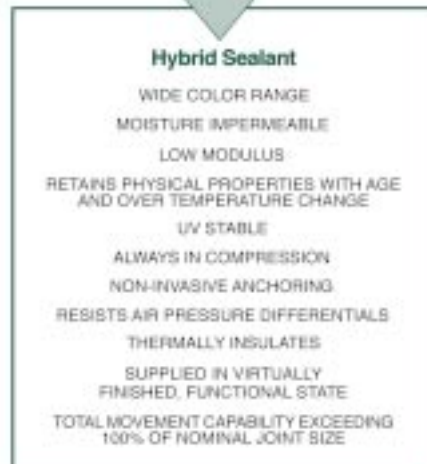 Hybrid Sealant
WIDE COLOR RANGE
MOISTURE IMPERMEABLE
LOW MODULUS
RETAINS PHYSICAL PROPERTIES WITH AGE
AND OVER TEMPERATURE CHANGE
UV STABLE
ALWAYS IN COMPRESSION
NON-INVASIVE ANCHORING
RESISTS AIR PRESSURE DIFFERENTIALS
THERMALLY INSULATES
SUPPLIED IN VIRTUALLY
FINISHED, FUNCTIONAL STATE
TOTAL MOVEMENT CAPABILITY EXCEEDING
100% OF NOMINAL JOINT SIZE